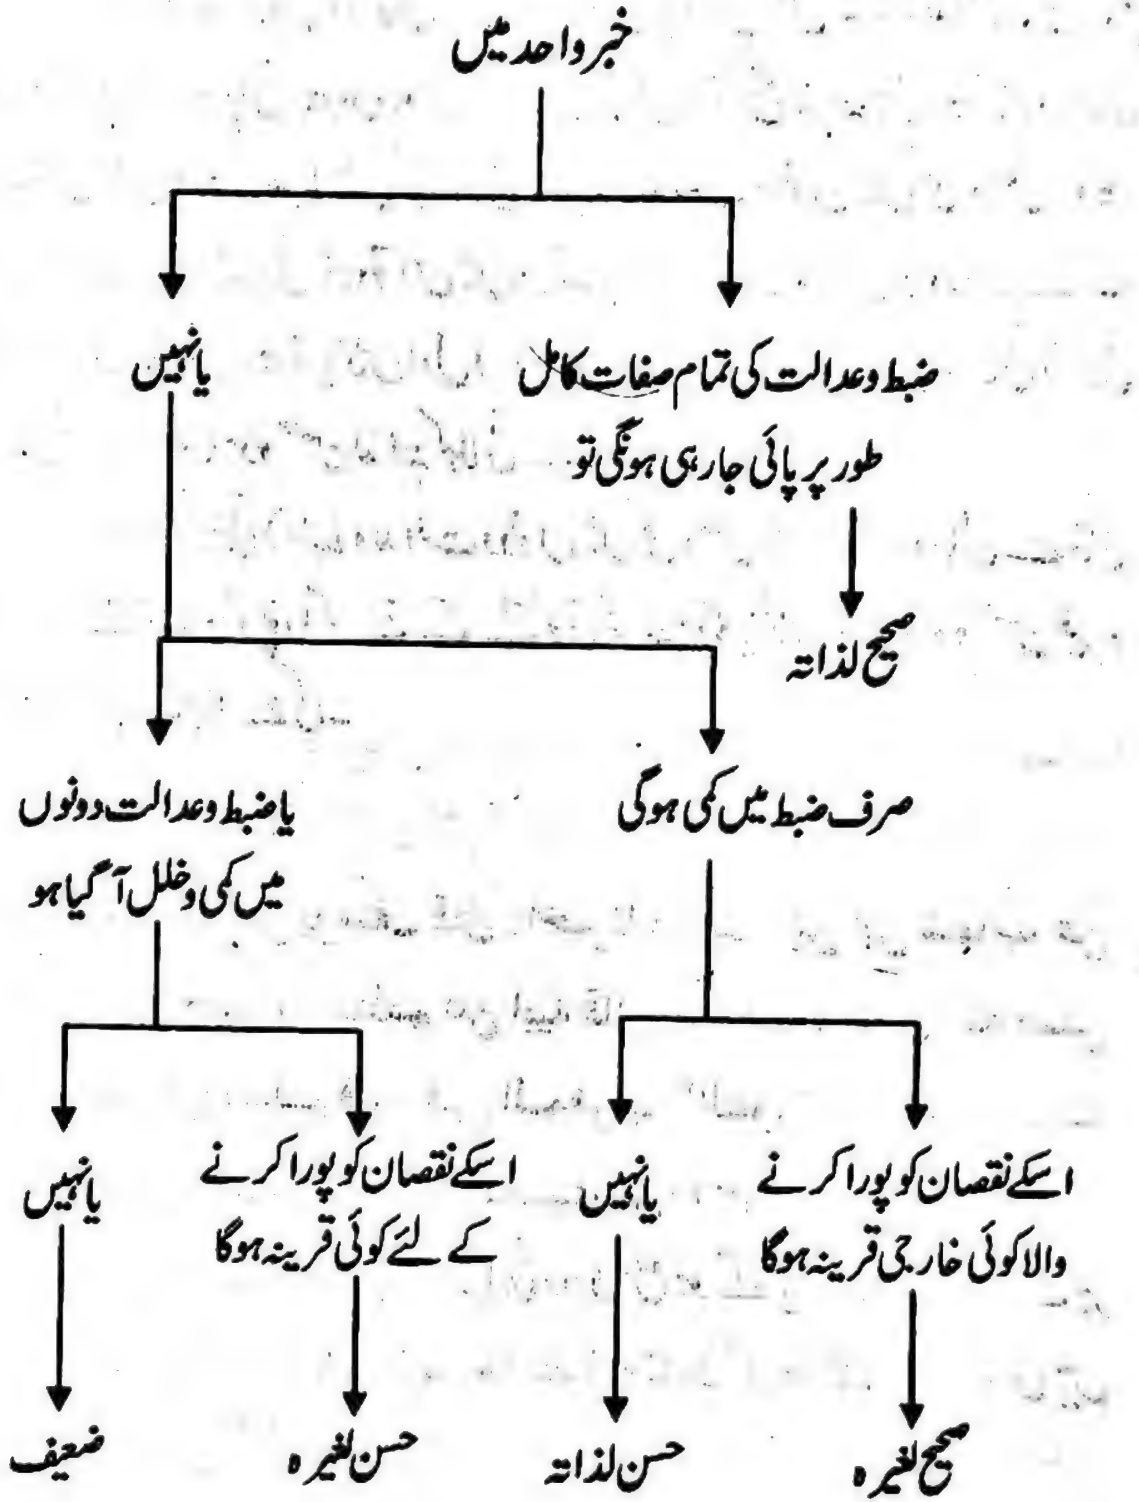 خبر واحد میں
ضبط وعدالت کی تمام صفات کامل
طور پر پائی جارہی ہونگی تو
یا نہیں
صحیح لذاتہ
صرف ضبط میں کمی ہوگی
یا ضبط وعدالت دونوں
میں کمی وخلل آگیا ہو
اسکے نقصان کو پورا کرنے
والا کوئی خارجی قرینہ ہوگا
یا نہیں
اسکے نقصان کو پورا کرنے
کے لئے کوئی قرینہ ہوگا
یا نہیں
صحیح لغیرہ
حسن لذاتہ
حسن لغیرہ
ضعیف